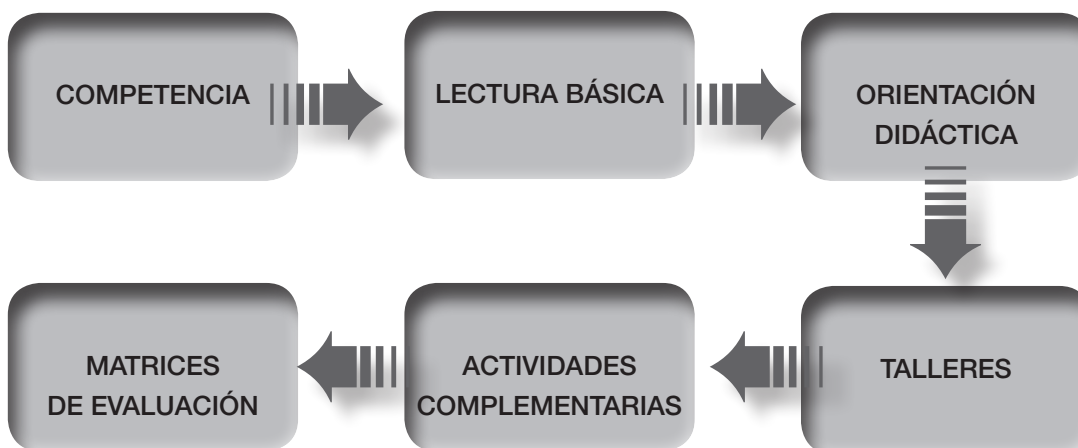 COMPETENCIA
LECTURA BÁSICA
ORIENTACIÓN
DIDÁCTICA
TALLERES
ACTIVIDADES
COMPLEMENTARIAS
MATRICES
DE EVALUACIÓN